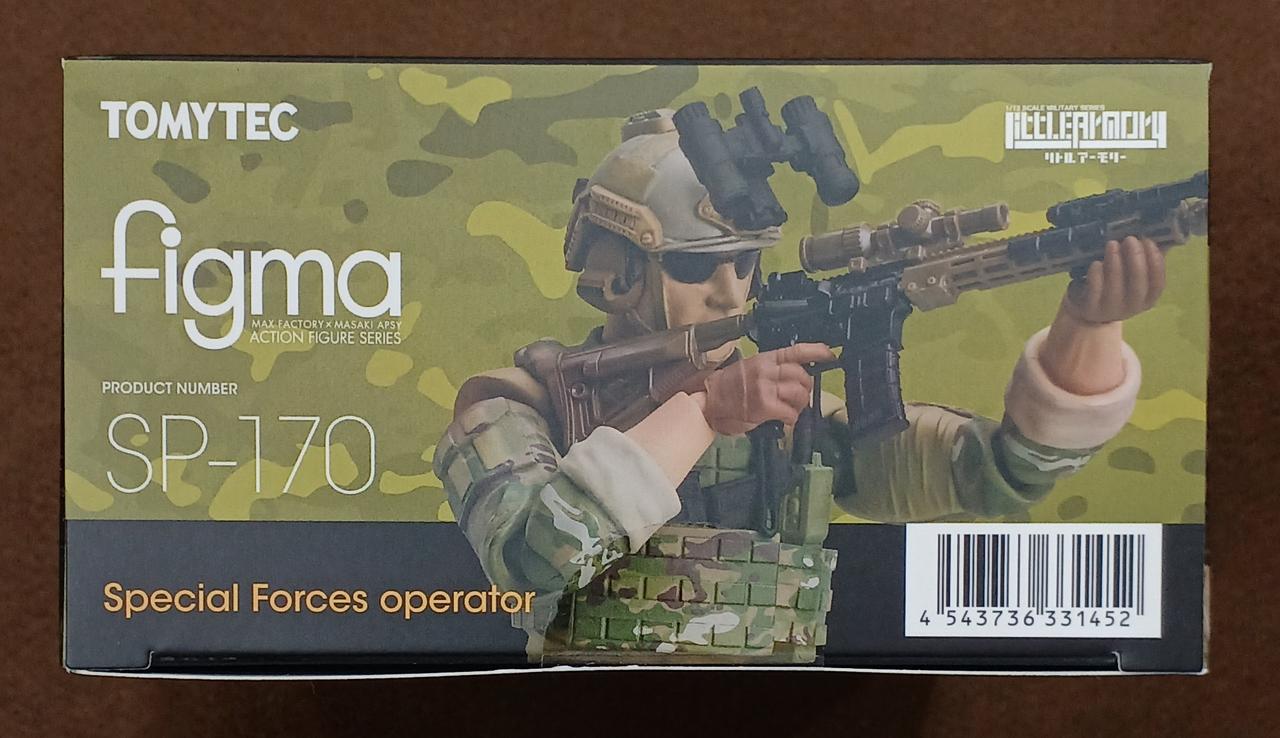 TOMYTEC
1/12 SCALE MILITARY SERIES
LITTLEARMORY
リトルアーモリー
figma
MAX FACTORY × MASAKI APSY
ACTION FIGURE SERIES
PRODUCT NUMBER
SP-170
Special Forces operator
4 543736 331452